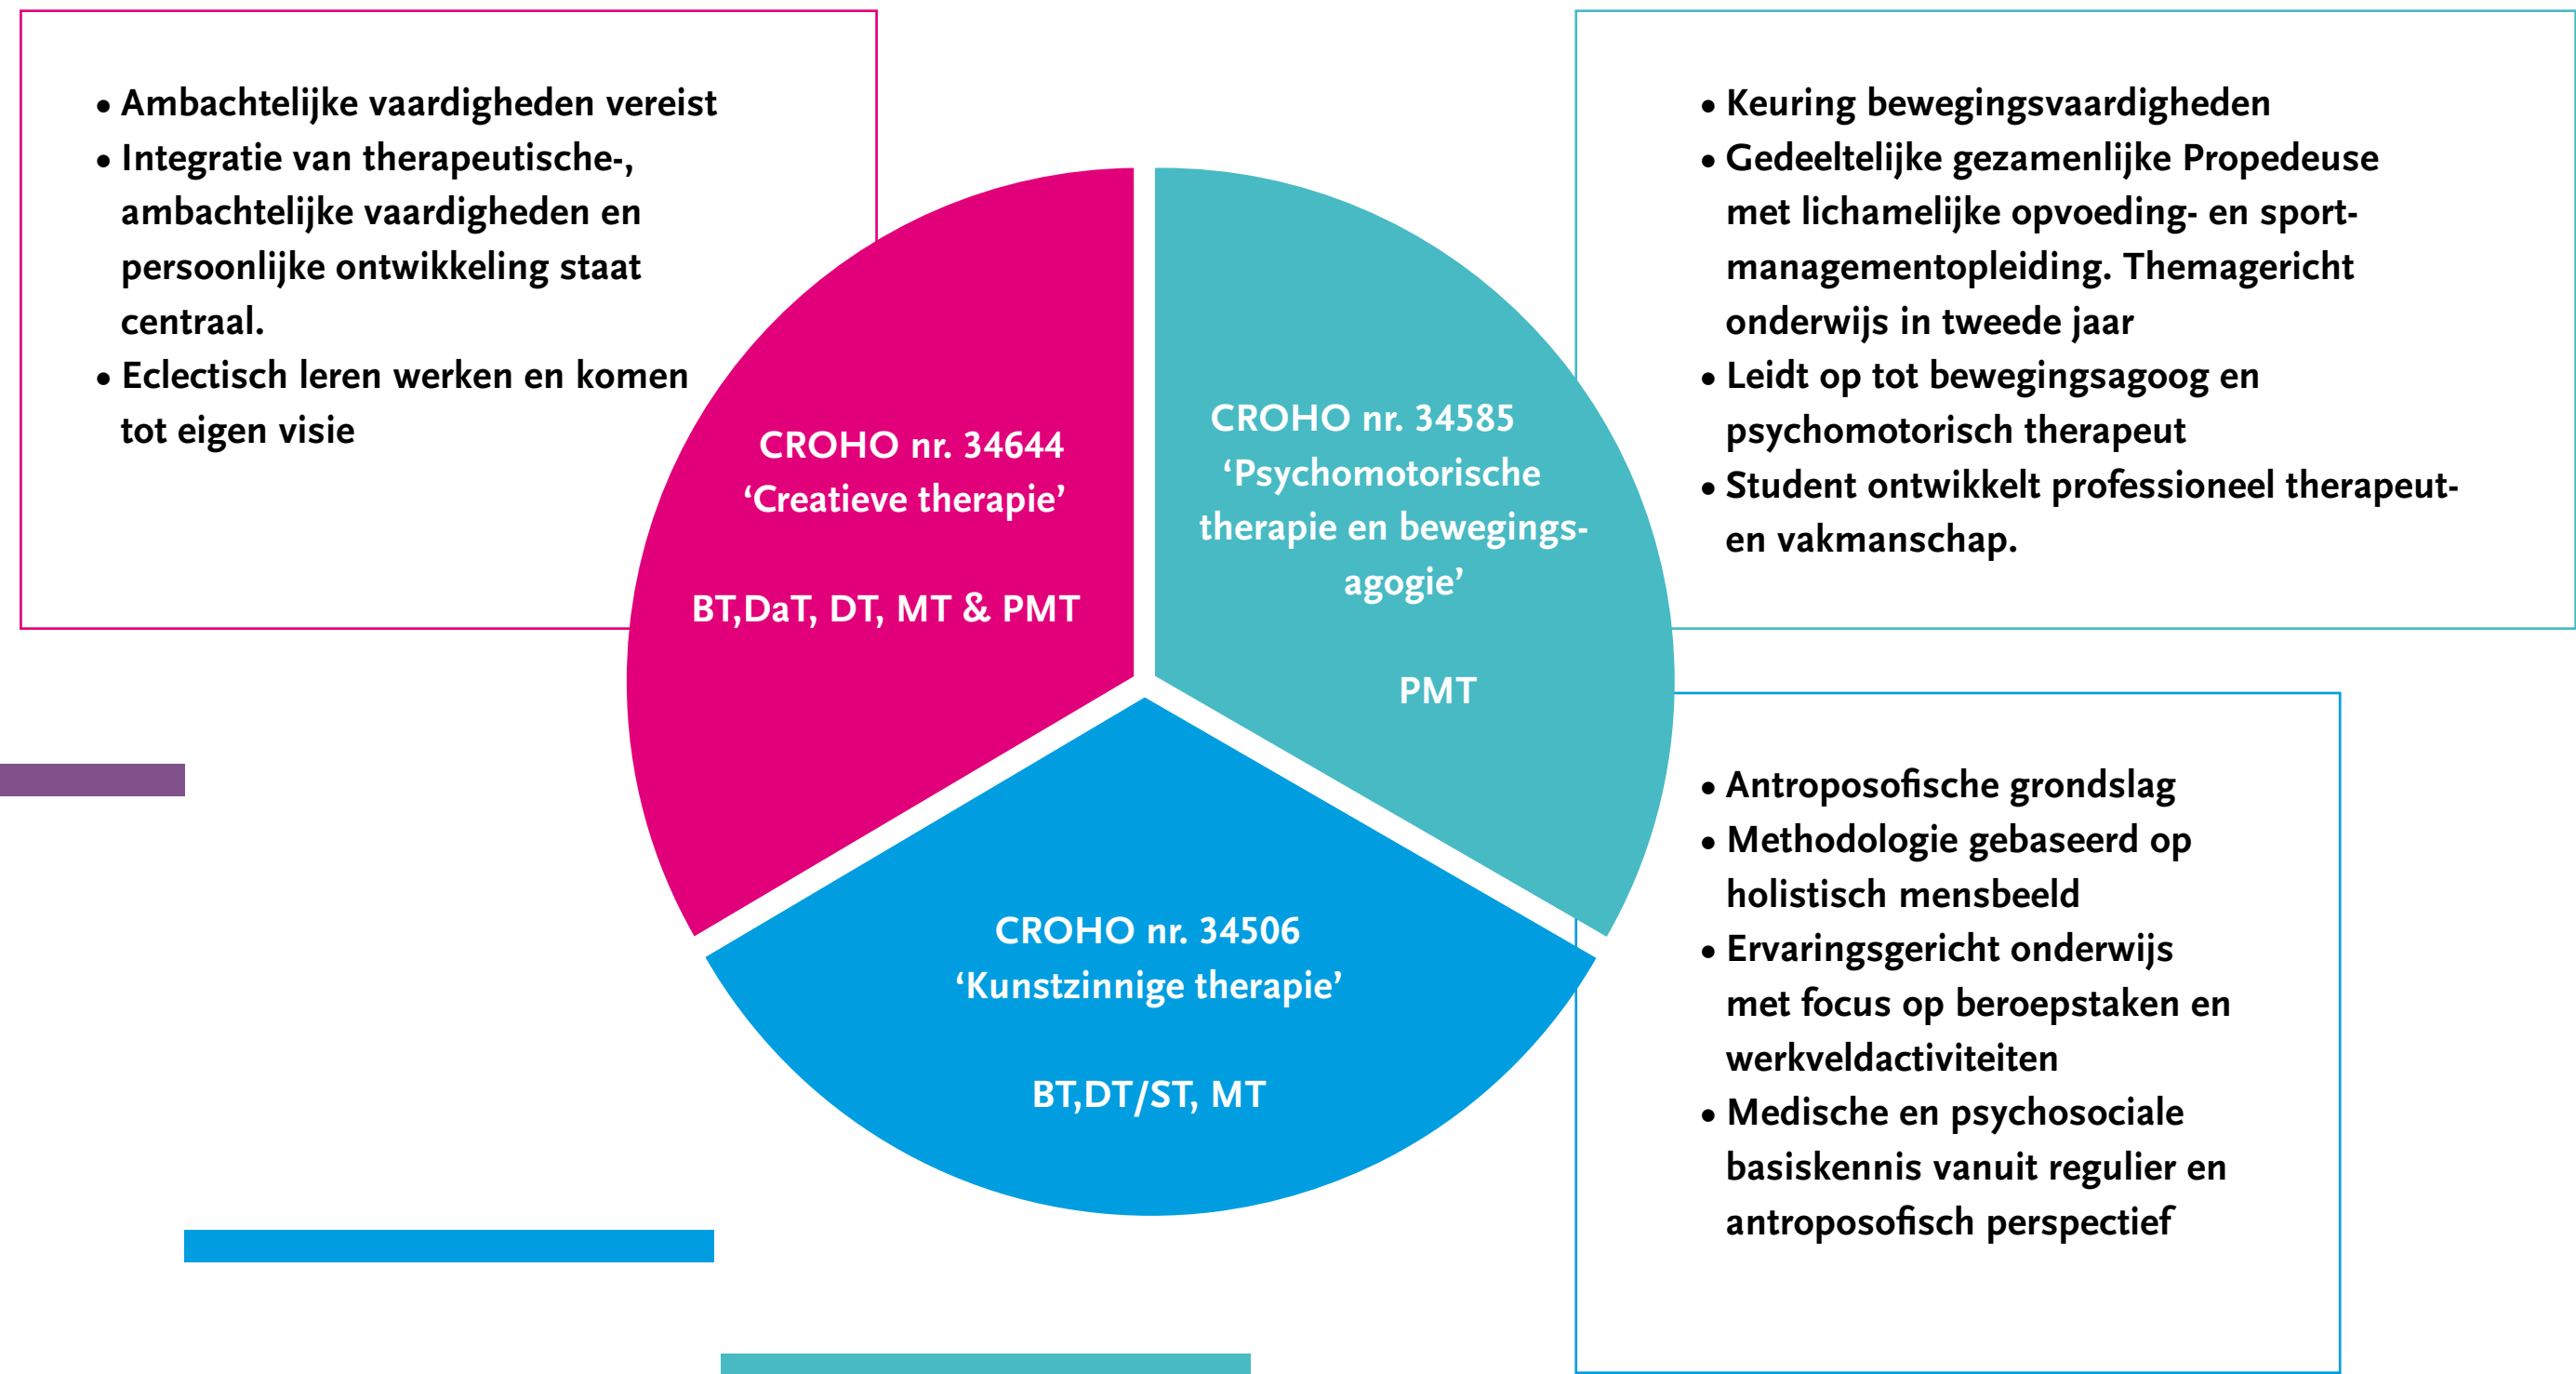 • Ambachtelijke vaardigheden vereist
• Integratie van therapeutische-,
ambachtelijke vaardigheden en
persoonlijke ontwikkeling staat
centraal.
• Eclectisch leren werken en komen
tot eigen visie
CROHO nr. 34644
‘Creatieve therapie’
BT,DaT, DT, MT & PMT
CROHO nr. 34585
‘Psychomotorische
therapie en bewegings-
agogie’
PMT
• Keuring bewegingsvaardigheden
• Gedeeltelijke gezamenlijke Propedeuse
met lichamelijke opvoeding- en sport-
managementopleiding. Themagericht
onderwijs in tweede jaar
• Leidt op tot bewegingsagoog en
psychomotorisch therapeut
• Student ontwikkelt professioneel therapeut-
en vakmanschap.
CROHO nr. 34506
‘Kunstzinnige therapie’
BT,DT/ST, MT
• Antroposofische grondslag
• Methodologie gebaseerd op
holistisch mensbeeld
• Ervaringsgericht onderwijs
met focus op beroepstaken en
werkveldactiviteiten
• Medische en psychosociale
basiskennis vanuit regulier en
antroposofisch perspectief